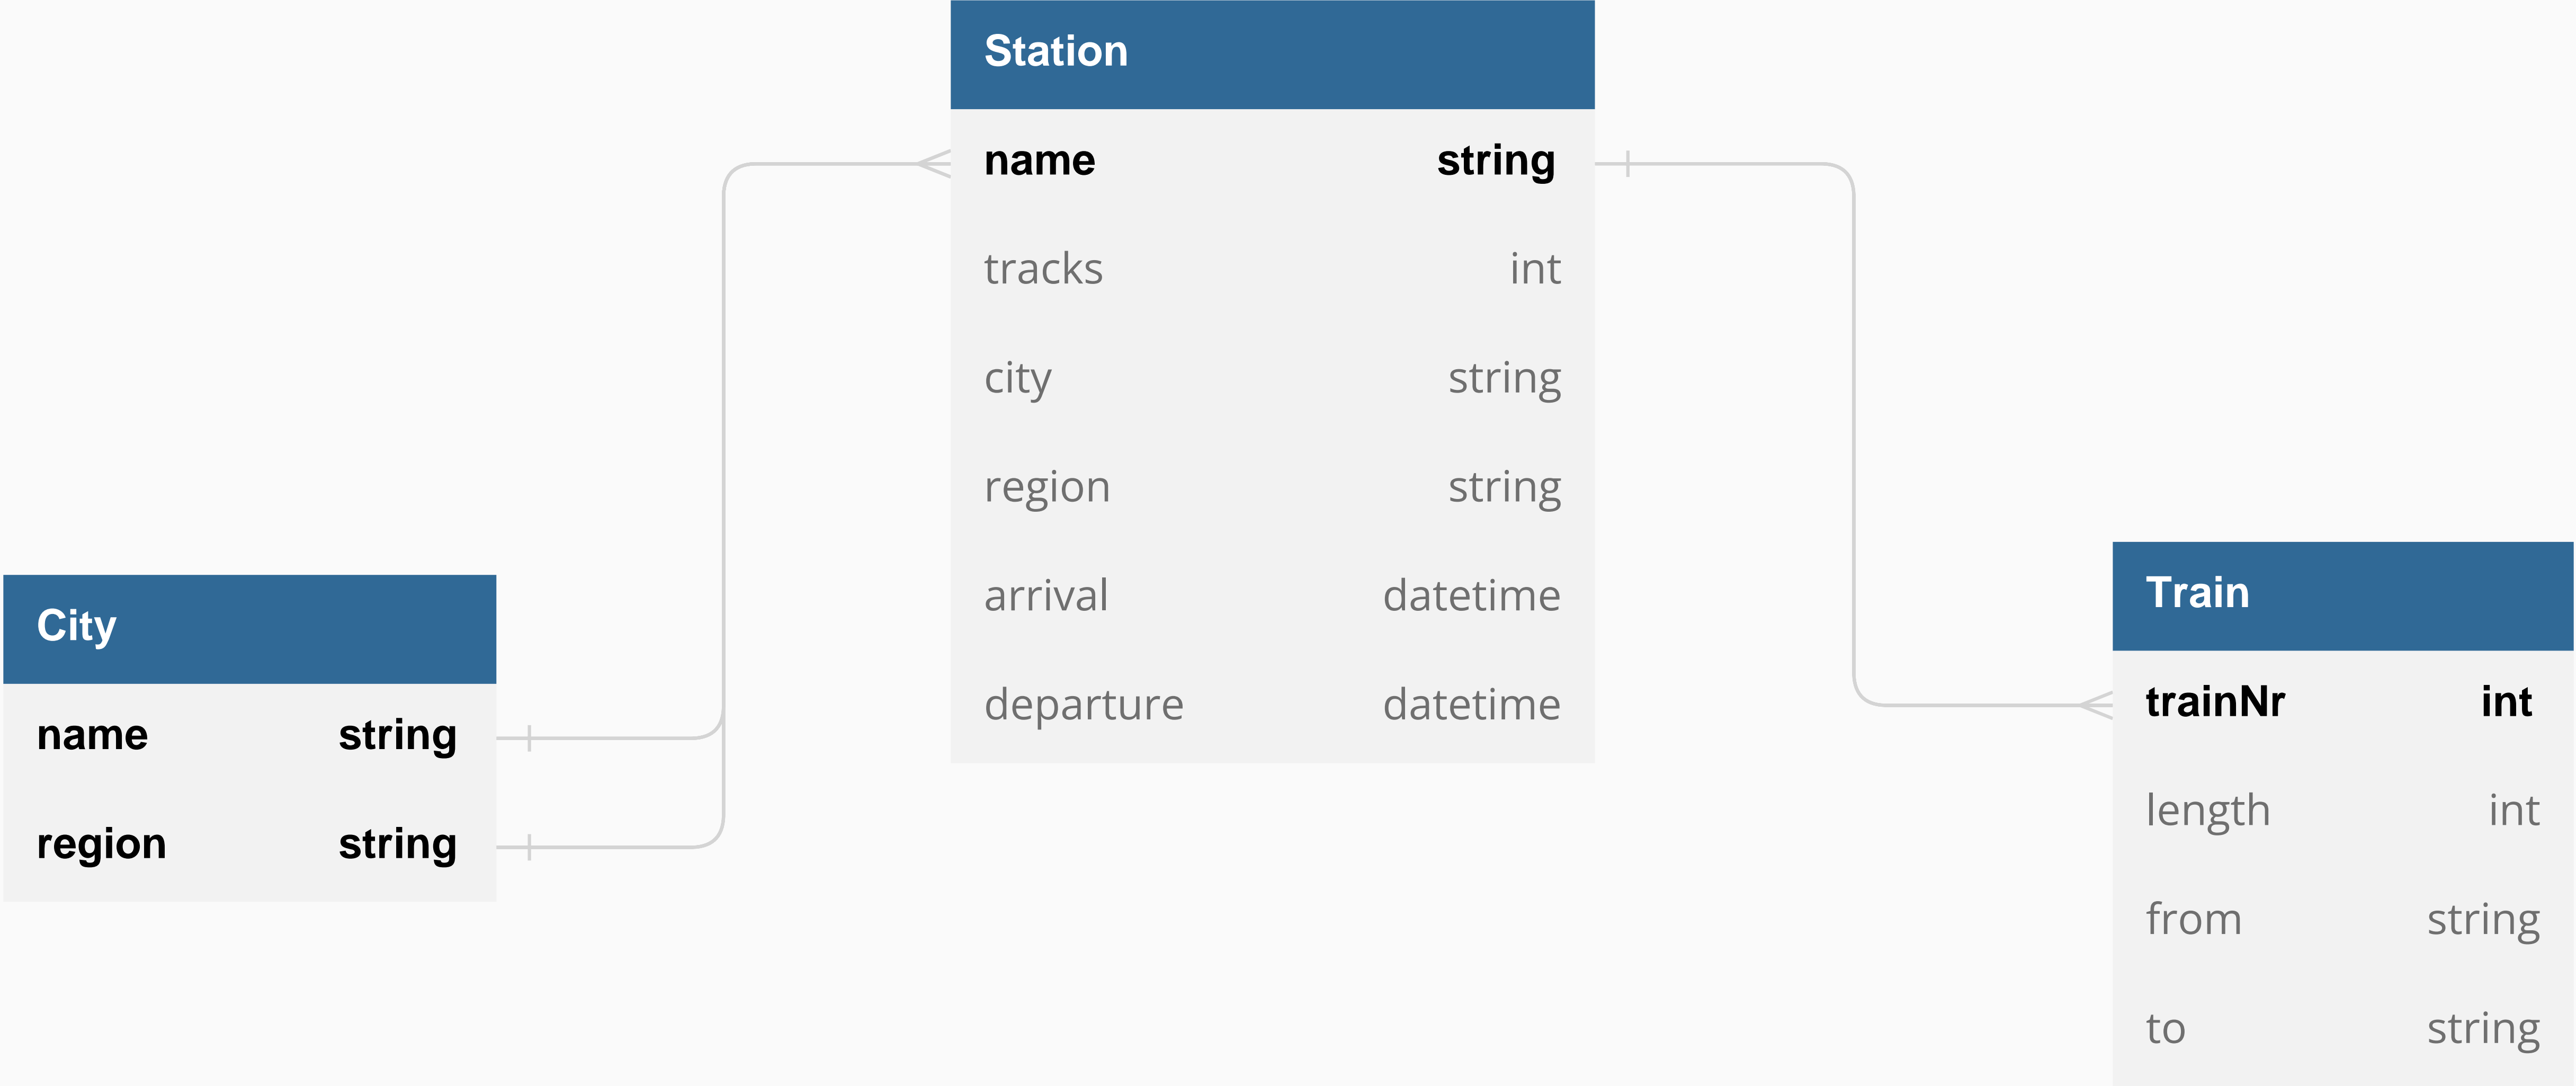 Station
name string
tracks int
city string
region string
arrival datetime
departure datetime
City
name string
region string
Train
trainNr int
length int
from string
to string